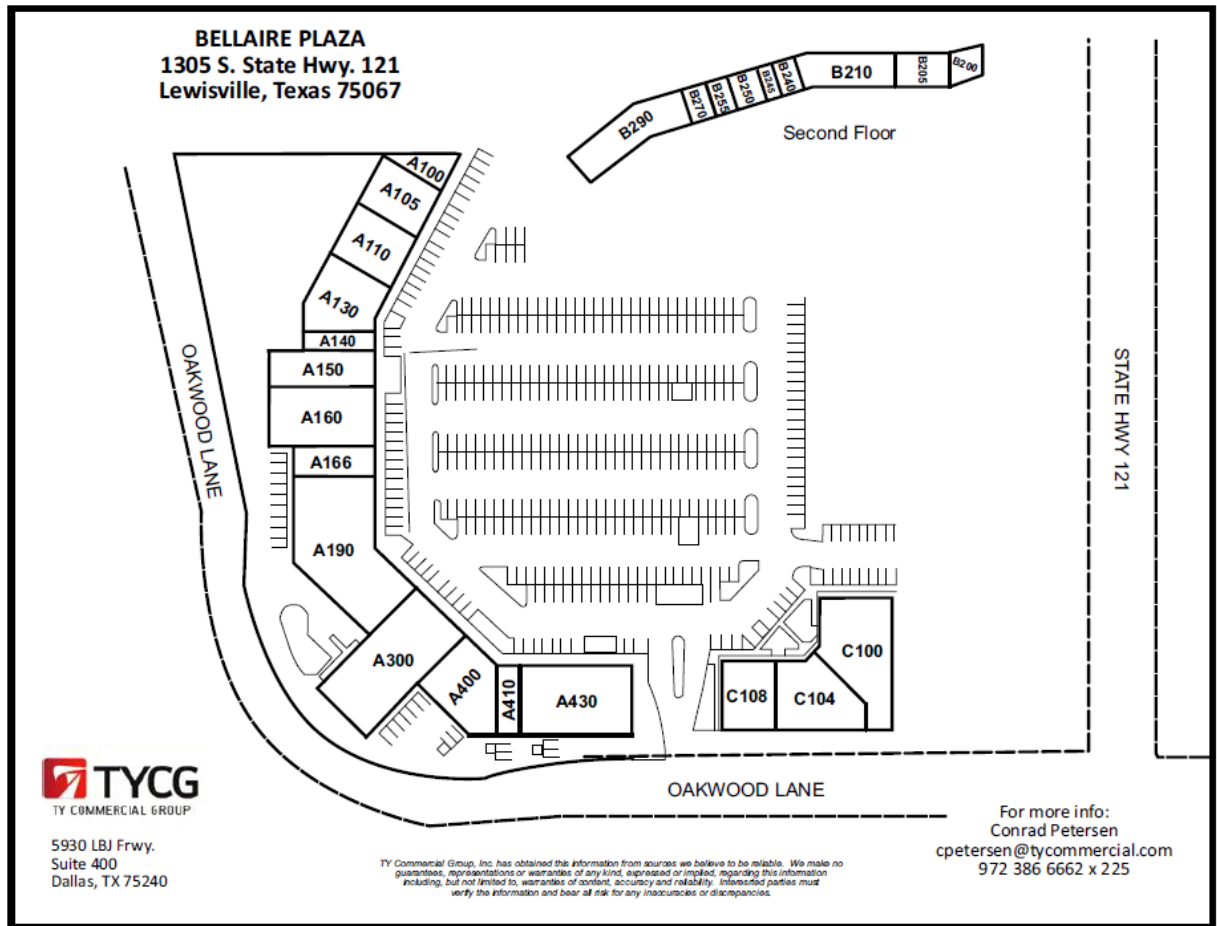 BELLAIRE PLAZA
1305 S. State Hwy. 121
Lewisville, Texas 75067
B290
B270
B255
B250
B245
B240
B210
B205
B200
Second Floor
A100
A105
A110
A130
A140
A150
A160
A166
A190
A300
A400
A410
A430
C108
C104
C100
OAKWOOD LANE
STATE HWY 121
OAKWOOD LANE
TYCG
TY COMMERCIAL GROUP
5930 LBJ Frwy.
Suite 400
Dallas, TX 75240
TY Commercial Group, Inc. has obtained this information from sources we believe to be reliable. We make no
guarantees, representations or warranties of any kind, expressed or implied, regarding this information
including, but not limited to, warranties of content, accuracy and reliability. Interested parties must
verify the information and bear all risk for any inaccuracies or discrepancies.
For more info:
Conrad Petersen
cpetersen@tycommercial.com
972 386 6662 x 225